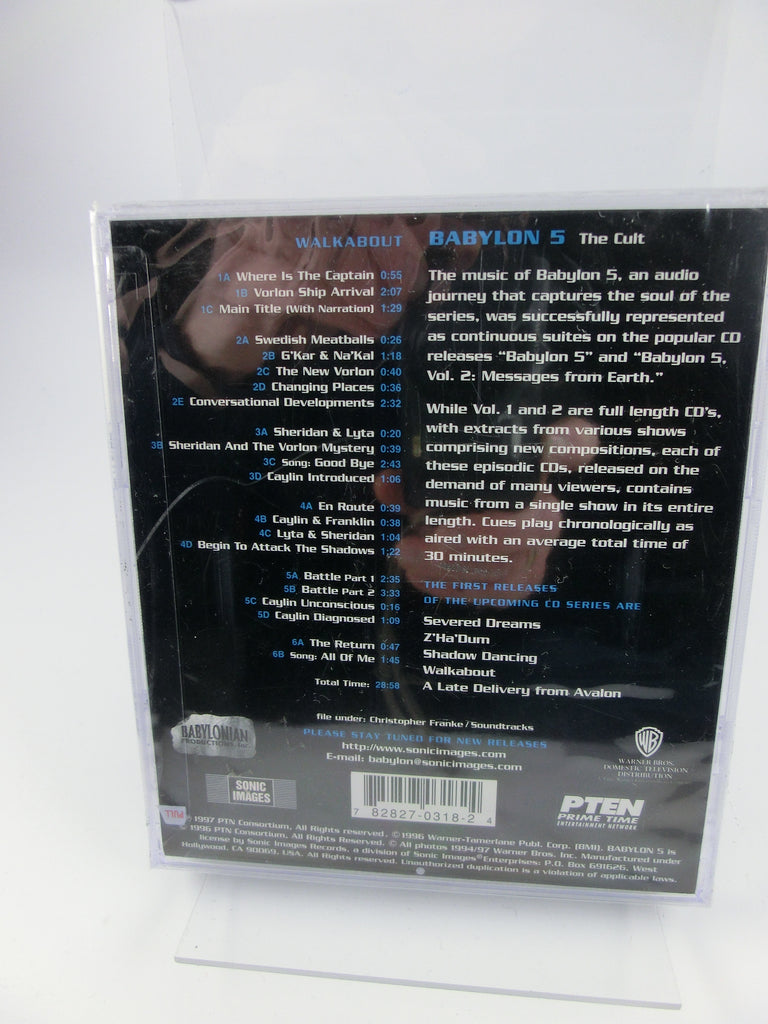 WALKABOUT
1A Where Is The Captain 0:55
1B Vorlon Ship Arrival 2:07
1C Main Title (With Narration) 1:29
2A Swedish Meatballs 0:26
2B G'Kar & Na'Kal 1:18
2C The New Vorlon 0:40
2D Changing Places 0:36
2E Conversational Developments 2:32
3A Sheridan & Lyta 0:20
3B Sheridan And The Vorlon Mystery 0:39
3C Song: Good Bye 2:43
3D Caylin Introduced 1:06
4A En Route 0:39
4B Caylin & Franklin 0:38
4C Lyta & Sheridan 1:04
4D Begin To Attack The Shadows 1:22
5A Battle Part 1 2:35
5B Battle Part 2 3:33
5C Caylin Unconscious 0:16
5D Caylin Diagnosed 1:09
6A The Return 0:47
6B Song: All Of Me 1:45
Total Time: 28:58
BABYLON 5 The Cult
The music of Babylon 5, an audio
journey that captures the soul of the
series, was successfully represented
as continuous suites on the popular CD
releases "Babylon 5" and "Babylon 5,
Vol. 2: Messages from Earth."
While Vol. 1 and 2 are full length CD's,
with extracts from various shows
comprising new compositions, each of
these episodic CDs, released on the
demand of many viewers, contains
music from a single show in its entire
length. Cues play chronologically as
aired with an average total time of
30 minutes.
THE FIRST RELEASES
OF THE UPCOMING CD SERIES ARE
Severed Dreams
Z'Ha'Dum
Shadow Dancing
Walkabout
A Late Delivery from Avalon
file under: Christopher Franke/Soundtracks
PLEASE STAY TUNED FOR NEW RELEASES
http://www.sonicimages.com
E-mail: babylon@sonicimages.com
BABYLONIAN
PRODUCTIONS, Inc.
WB
WARNER BROS.
DOMESTIC TELEVISION
DISTRIBUTION
SONIC
IMAGES
7 82827-0318-2 4
PTEN
PRIME TIME
ENTERTAINMENT NETWORK
PULL
1997 PTN Consortium, All Rights reserved. ©1996 Warner-Tamerlane Publ. Corp. (BMI). BABYLON 5 is
1996 PTN Consortium. All Rights Reserved. © All photos 1994/97 Warner Bros. Inc. Manufactured under
license by Sonic Images Records, a division of Sonic Images® Enterprises: P.O. Box 691626, West
Hollywood, CA 90069, USA. All Rights reserved. Unauthorized duplication is a violation of applicable laws.